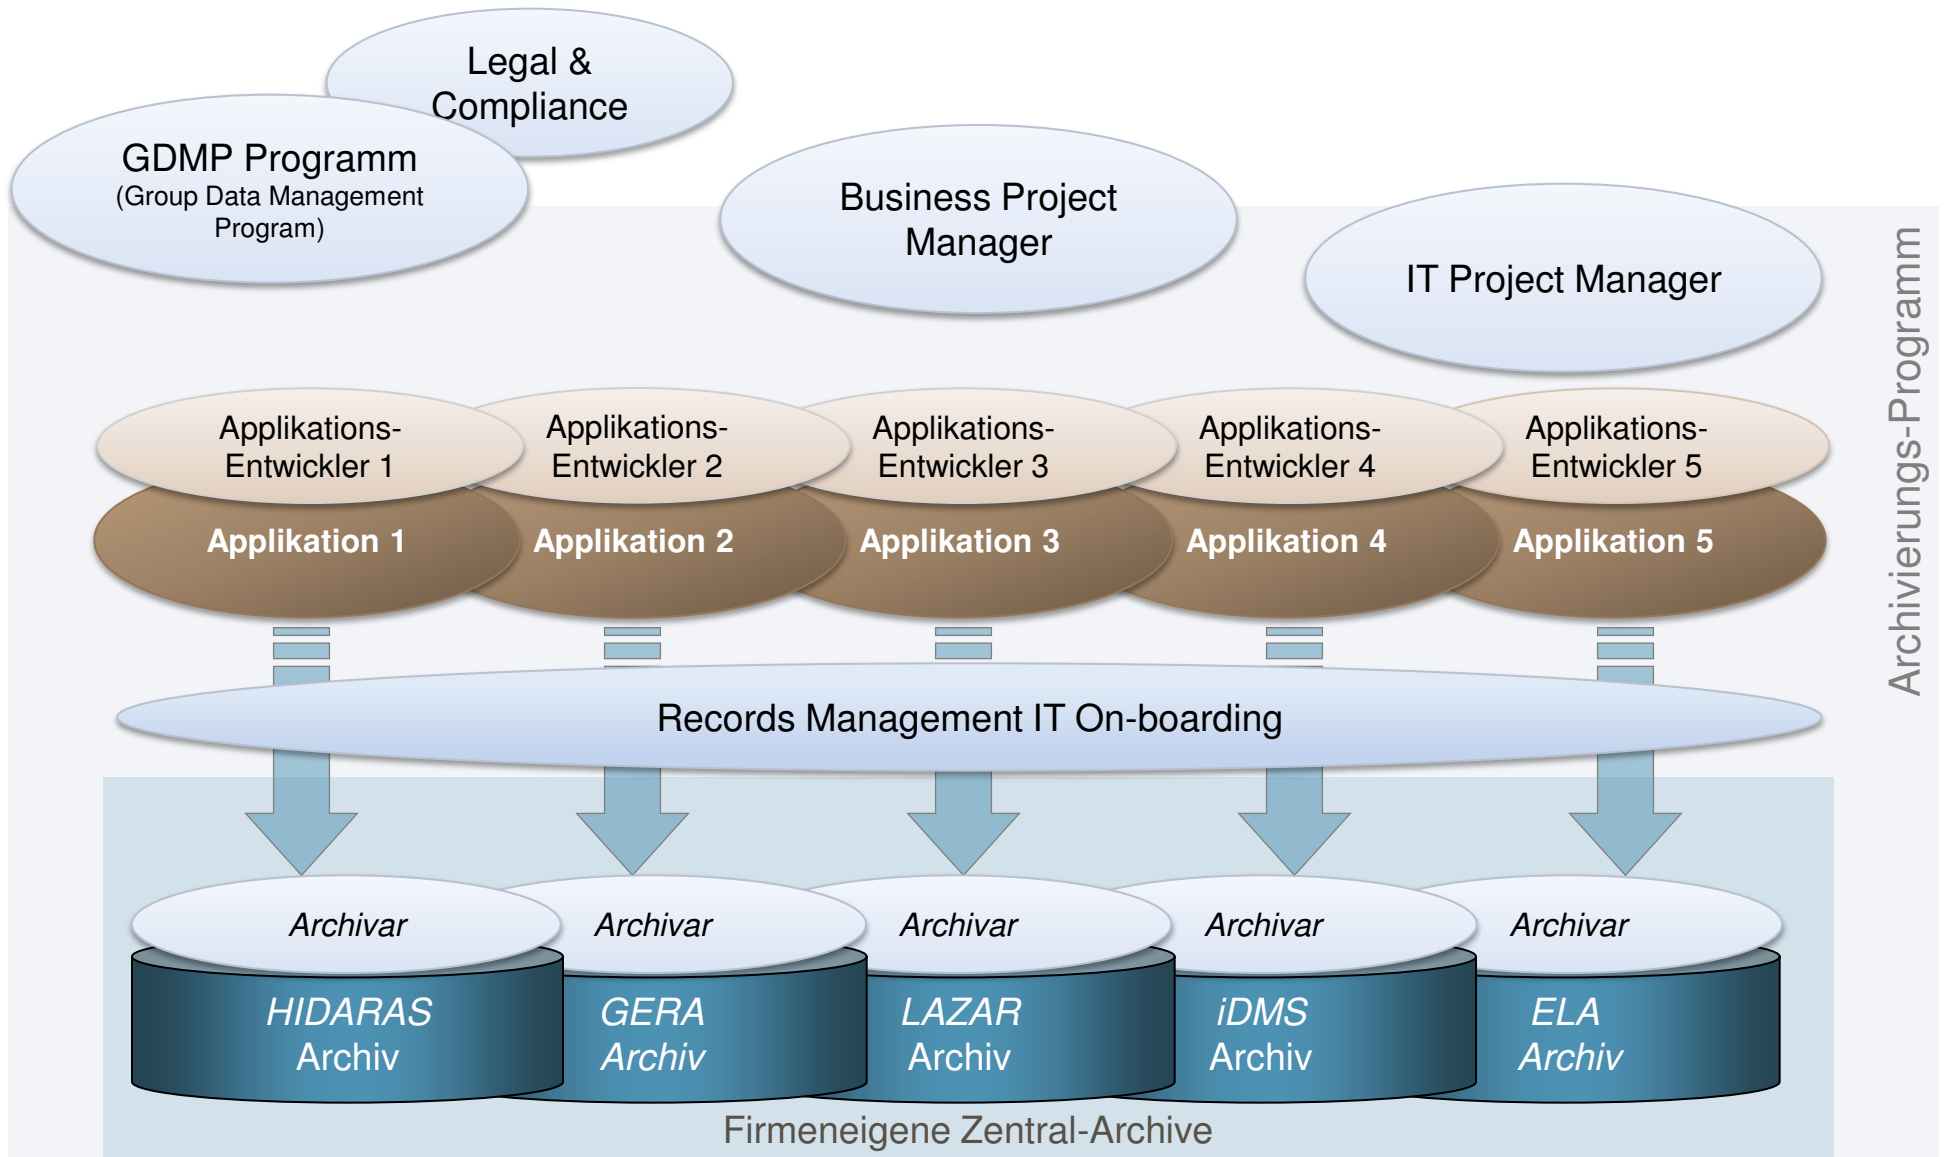 Legal &
Compliance
GDMP Programm
(Group Data Management
Program)
Business Project
Manager
IT Project Manager
Archivierungs-Programm
Applikations-
Entwickler 1
Applikations-
Entwickler 2
Applikations-
Entwickler 3
Applikations-
Entwickler 4
Applikations-
Entwickler 5
Applikation 1
Applikation 2
Applikation 3
Applikation 4
Applikation 5
Records Management IT On-boarding
Archivar
Archivar
Archivar
Archivar
Archivar
HIDARAS
Archiv
GERA
Archiv
LAZAR
Archiv
iDMS
Archiv
ELA
Archiv
Firmeneigene Zentral-Archive